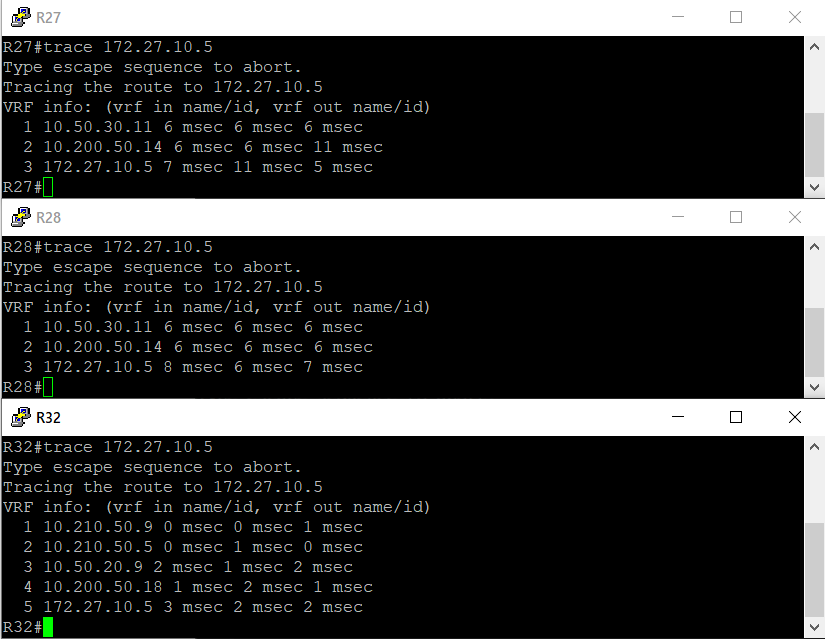 R27
R27#trace 172.27.10.5
Type escape sequence to abort.
Tracing the route to 172.27.10.5
VRF info: (vrf in name/id, vrf out name/id)
  1 10.50.30.11 6 msec 6 msec 6 msec
  2 10.200.50.14 6 msec 6 msec 11 msec
  3 172.27.10.5 7 msec 11 msec 5 msec
R27#
R28
R28#trace 172.27.10.5
Type escape sequence to abort.
Tracing the route to 172.27.10.5
VRF info: (vrf in name/id, vrf out name/id)
  1 10.50.30.11 6 msec 6 msec 6 msec
  2 10.200.50.14 6 msec 6 msec 6 msec
  3 172.27.10.5 8 msec 6 msec 7 msec
R28#
R32
R32#trace 172.27.10.5
Type escape sequence to abort.
Tracing the route to 172.27.10.5
VRF info: (vrf in name/id, vrf out name/id)
  1 10.210.50.9 0 msec 0 msec 1 msec
  2 10.210.50.5 0 msec 1 msec 0 msec
  3 10.50.20.9 2 msec 1 msec 2 msec
  4 10.200.50.18 1 msec 2 msec 1 msec
  5 172.27.10.5 3 msec 2 msec 2 msec
R32#